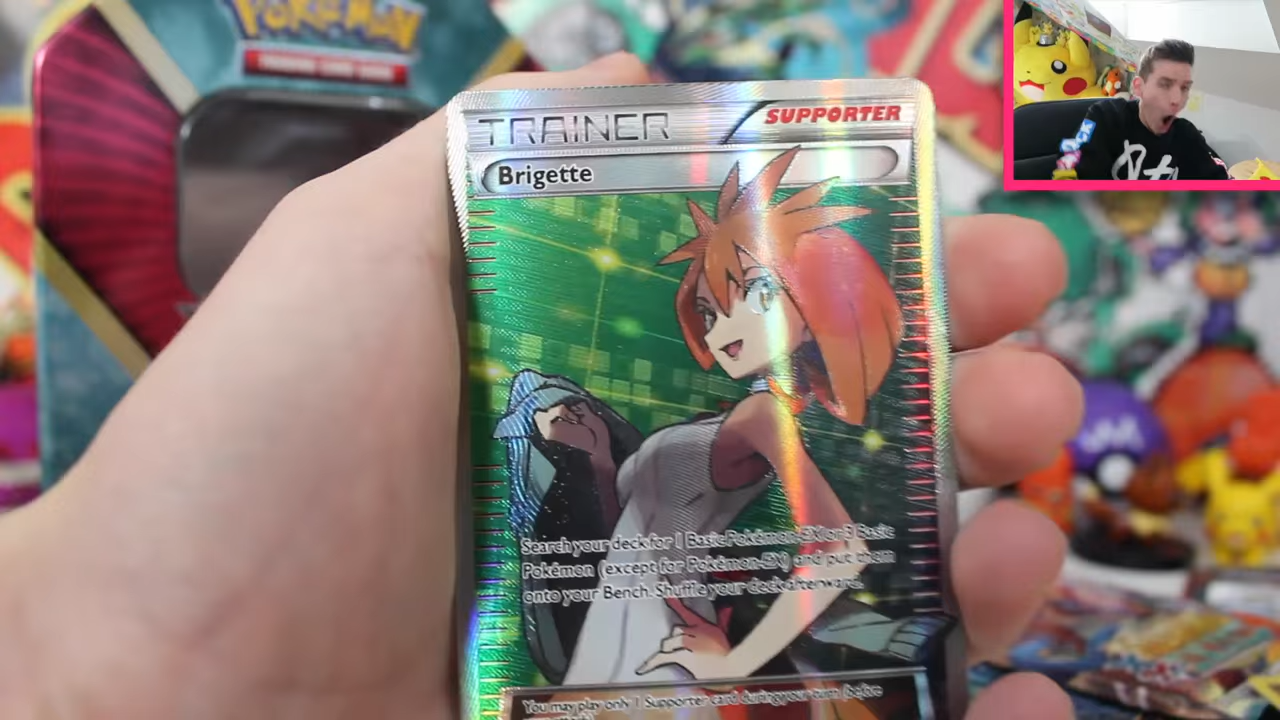 POKÉMON
TRAINER
SUPPORTER
Brigette
Search your deck for 1 Basic Pokémon-EX or 3 Basic
Pokémon (except for Pokémon-EX) and put them
onto your Bench. Shuffle your deck afterward.
You may play only 1 Supporter card during your turn (before